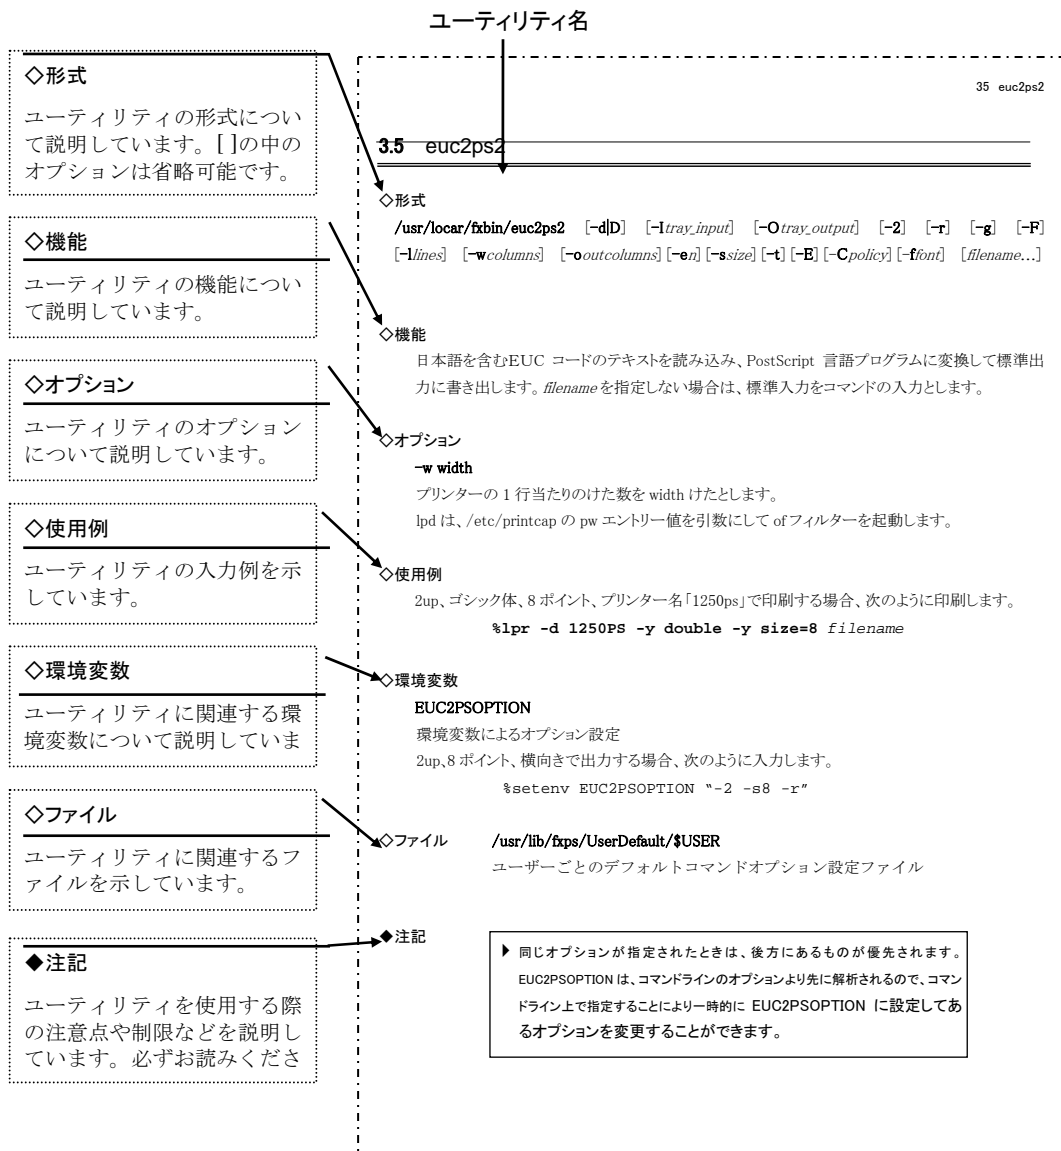 ユーティリティ名
◇形式
ユーティリティの形式につい
て説明しています。[ ]の中の
オプションは省略可能です。
◇機能
ユーティリティの機能につい
て説明しています。
◇オプション
ユーティリティのオプション
について説明しています。
◇使用例
ユーティリティの入力例を示
しています。
◇環境変数
ユーティリティに関連する環
境変数について説明していま
◇ファイル
ユーティリティに関連するフ
ァイルを示しています。
◆注記
ユーティリティを使用する際
の注意点や制限などを説明し
ています。必ずお読みくださ
35 euc2ps2
3.5 euc2ps2
◇形式
/usr/locar/fxbin/euc2ps2 [-d|D] [-Itray_input] [-Otray_output] [-2] [-r] [-g] [-F]
[-llines] [-wcolumns] [-ooutcolumns] [-en] [-ssize] [-t] [-E] [-Cpolicy] [-ffont] [filename...]
◇機能
日本語を含むEUC コードのテキストを読み込み、PostScript 言語プログラムに変換して標準出
力に書き出します。filename を指定しない場合は、標準入力をコマンドの入力とします。
◇オプション
-w width
プリンターの 1 行当たりのけた数を width けたとします。
lpd は、/etc/printcap の pw エントリー値を引数にして of フィルターを起動します。
◇使用例
2up、ゴシック体、8 ポイント、プリンター名「1250ps」で印刷する場合、次のように印刷します。
%lpr -d 1250PS -y double -y size=8 filename
◇環境変数
EUC2PSOPTION
環境変数によるオプション設定
2up、8 ポイント、横向きで出力する場合、次のように入力します。
%setenv EUC2PSOPTION “-2 -s8 -r”
◇ファイル /usr/lib/fxps/UserDefault/$USER
ユーザーごとのデフォルトコマンドオプション設定ファイル
◆注記
同じオプションが指定されたときは、後方にあるものが優先されます。
EUC2PSOPTION は、コマンドラインのオプションより先に解析されるので、コマン
ドライン上で指定することにより一時的に EUC2PSOPTION に設定してあ
るオプションを変更することができます。